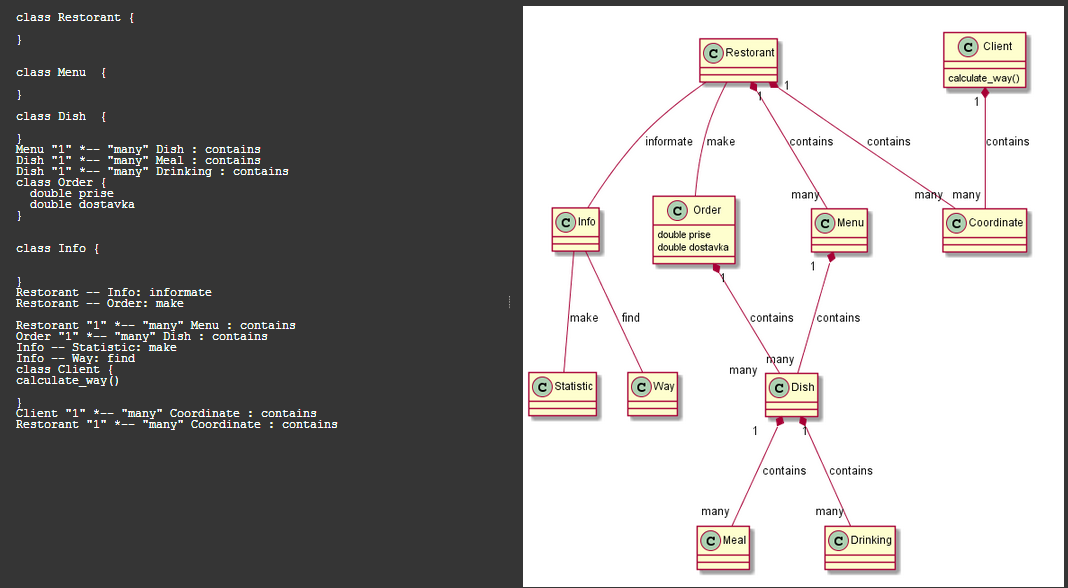 class Restorant {
}
class Menu  {
}
class Dish  {
}
Menu "1" *-- "many" Dish : contains
Dish "1" *-- "many" Meal : contains
Dish "1" *-- "many" Drinking : contains
class Order {
  double prise
  double dostavka
}
class Info {
}
Restorant -- Info: informate
Restorant -- Order: make
Restorant "1" *-- "many" Menu : contains
Order "1" *-- "many" Dish : contains
Info -- Statistic: make
Info -- Way: find
class Client {
calculate_way()
}
Client "1" *-- "many" Coordinate : contains
Restorant "1" *-- "many" Coordinate : contains
C Restorant
C Client
calculate_way()
1
1
1
informate
make
contains
contains
contains
many
many
many
C Info
C Order
double prise
double dostavka
C Menu
C Coordinate
1
1
make
find
contains
contains
many
many
C Statistic
C Way
C Dish
1
1
contains
contains
many
many
C Meal
C Drinking